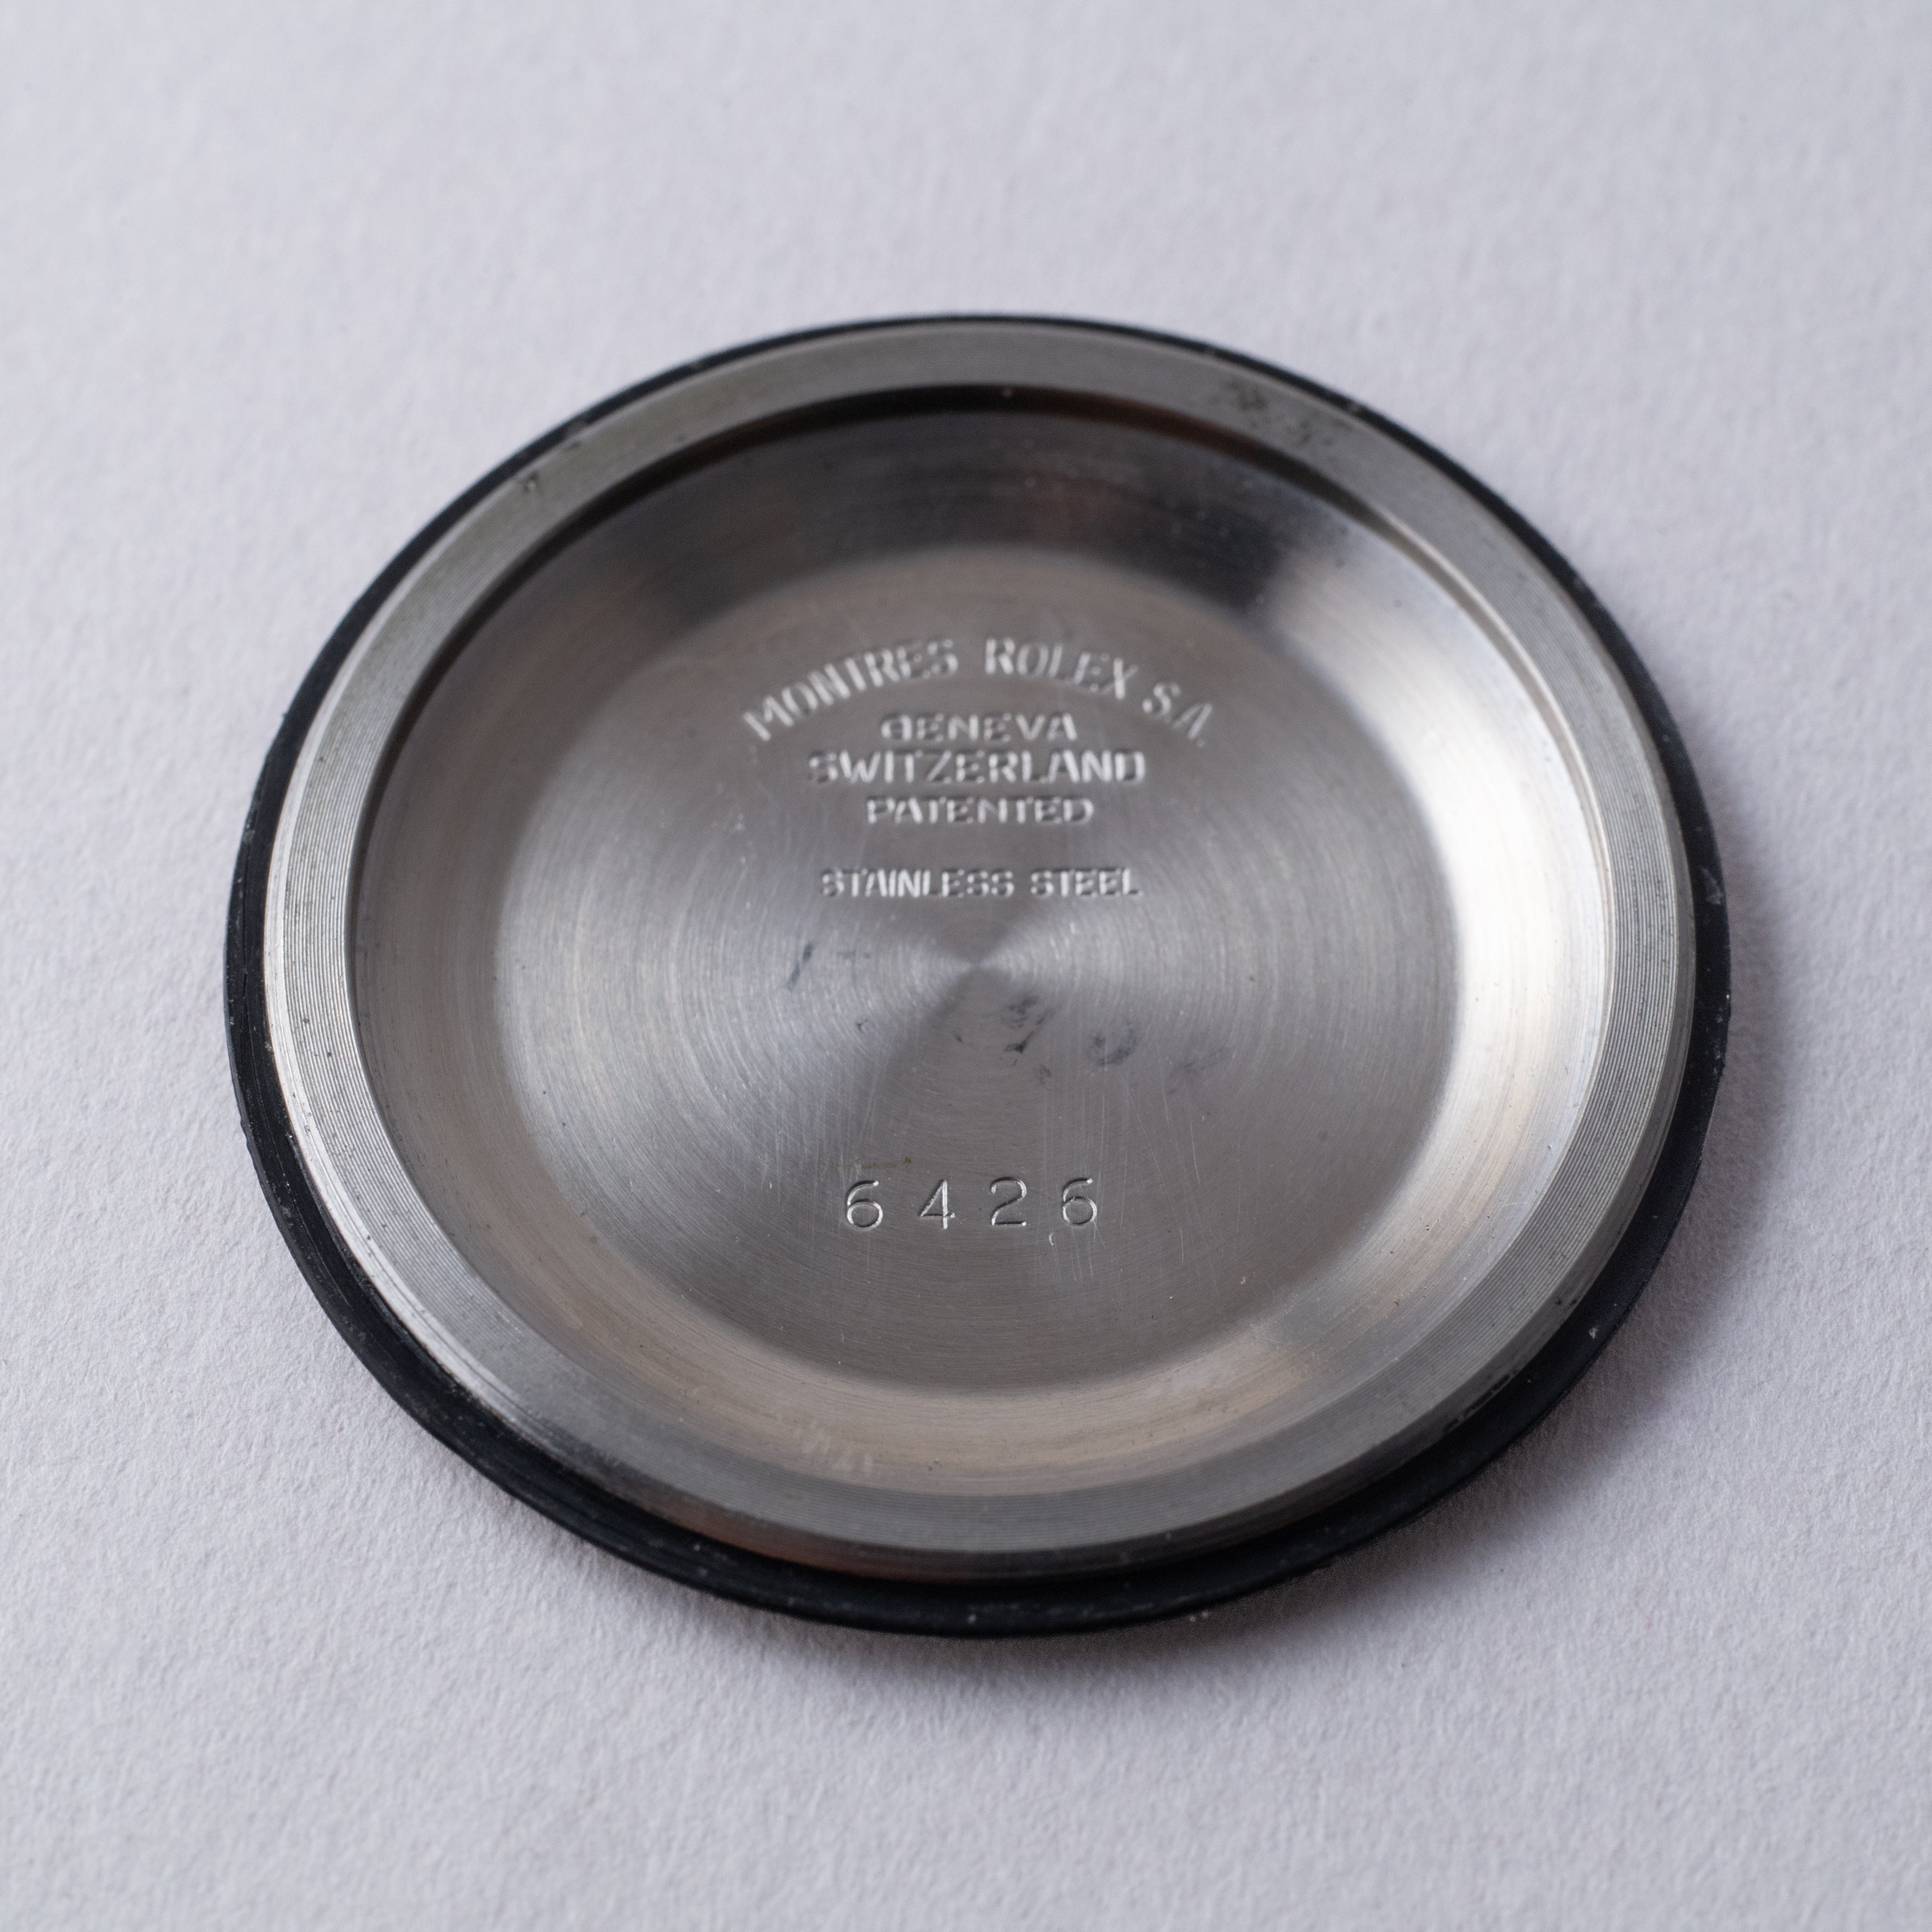 MONTRES ROLEX S.A.
GENEVA
SWITZERLAND
PATENTED
STAINLESS STEEL
6426